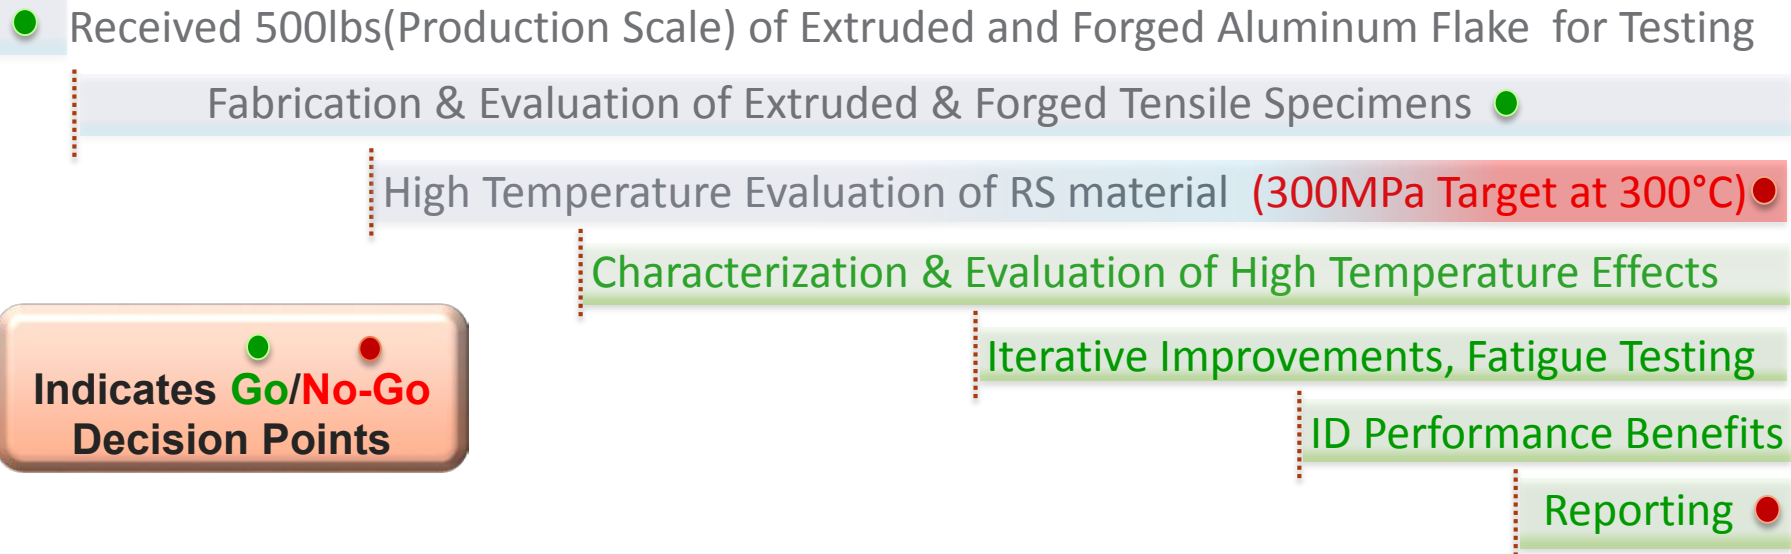 Received 500lbs(Production Scale) of Extruded and Forged Aluminum Flake for Testing
Fabrication & Evaluation of Extruded & Forged Tensile Specimens
High Temperature Evaluation of RS material (300MPa Target at 300°C)
Characterization & Evaluation of High Temperature Effects
Iterative Improvements, Fatigue Testing
ID Performance Benefits
Reporting
Indicates Go/No-Go
Decision Points